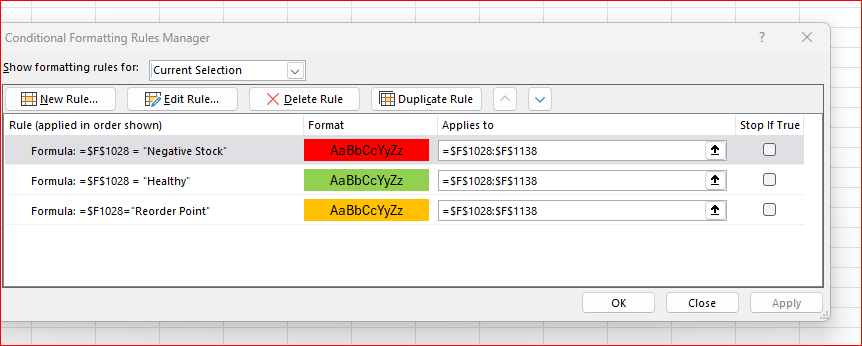 Conditional Formatting Rules Manager ? ×
Show formatting rules for: Current Selection
New Rule... Edit Rule... Delete Rule Duplicate Rule
Rule (applied in order shown) Format Applies to Stop If True
Formula: =$F$1028 = "Negative Stock" AaBbCcYyZz =$F$1028:$F$1138
Formula: =$F$1028 = "Healthy" AaBbCcYyZz =$F$1028:$F$1138
Formula: =$F1028="Reorder Point" AaBbCcYyZz =$F$1028:$F$1138
OK Close Apply